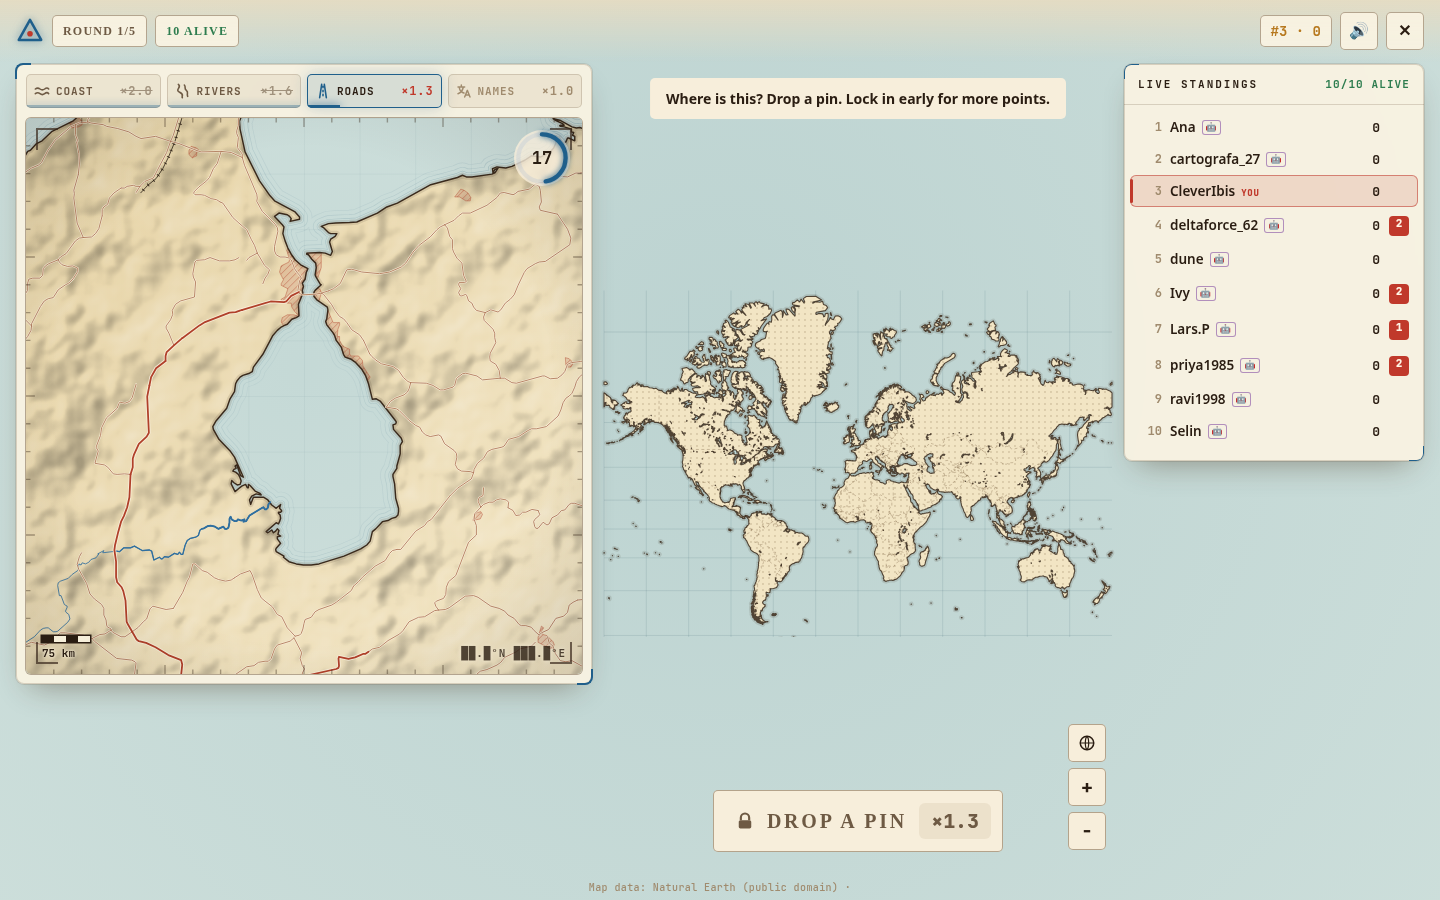 ROUND 1/5
10 ALIVE
#3 · 0
COAST ×2.0
RIVERS ×1.6
ROADS ×1.3
NAMES ×1.0
17
75 km
Where is this? Drop a pin. Lock in early for more points.
DROP A PIN ×1.3
+
-
LIVE STANDINGS 10/10 ALIVE
1 Ana 0
2 cartografa_27 0
3 CleverIbis YOU 0
4 deltaforce_62 0 2
5 dune 0
6 Ivy 0 2
7 Lars.P 0 1
8 priya1985 0 2
9 ravi1998 0
10 Selin 0
Map data: Natural Earth (public domain) ·